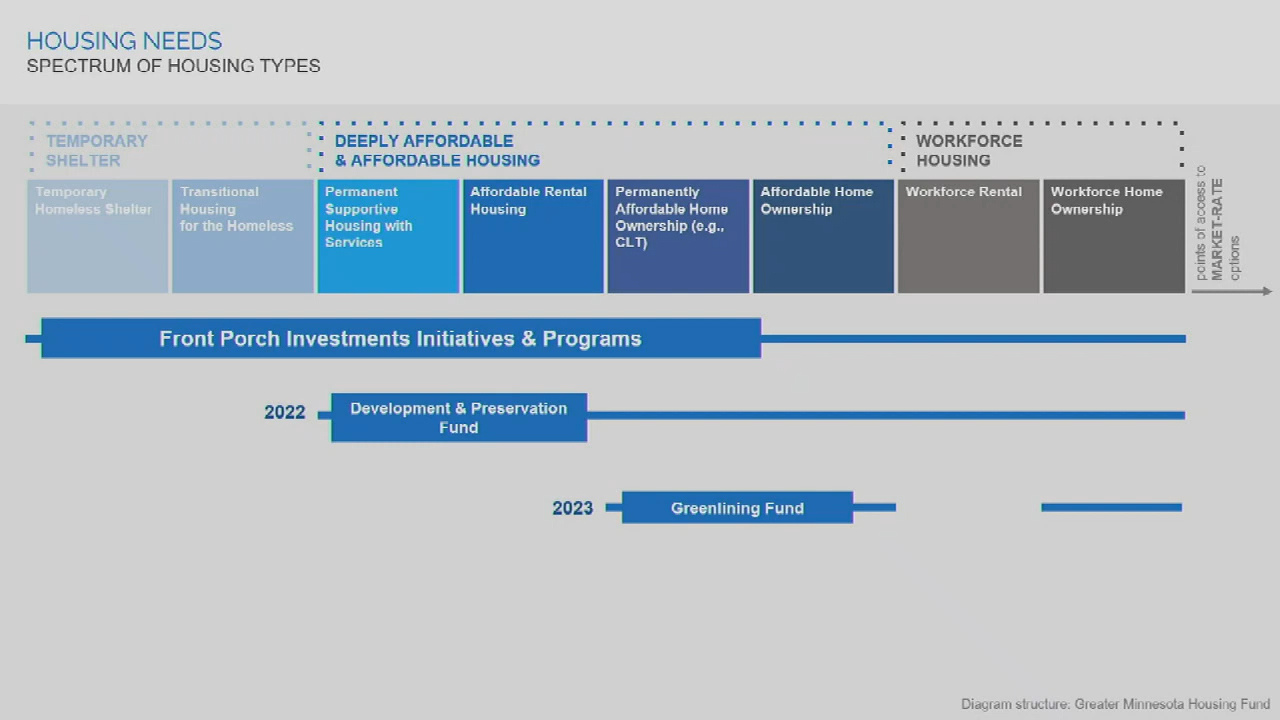 HOUSING NEEDS
SPECTRUM OF HOUSING TYPES
TEMPORARY
SHELTER
DEEPLY AFFORDABLE
& AFFORDABLE HOUSING
WORKFORCE
HOUSING
Temporary
Homeless Shelter
Transitional
Housing
for the Homeless
Permanent
Supportive
Housing with
Services
Affordable Rental
Housing
Permanently
Affordable Home
Ownership (e.g.,
CLT)
Affordable Home
Ownership
Workforce Rental
Workforce Home
Ownership
points of access to
MARKET-RATE
options
Front Porch Investments Initiatives & Programs
2022
Development & Preservation
Fund
2023
Greenlining Fund
Diagram structure: Greater Minnesota Housing Fund